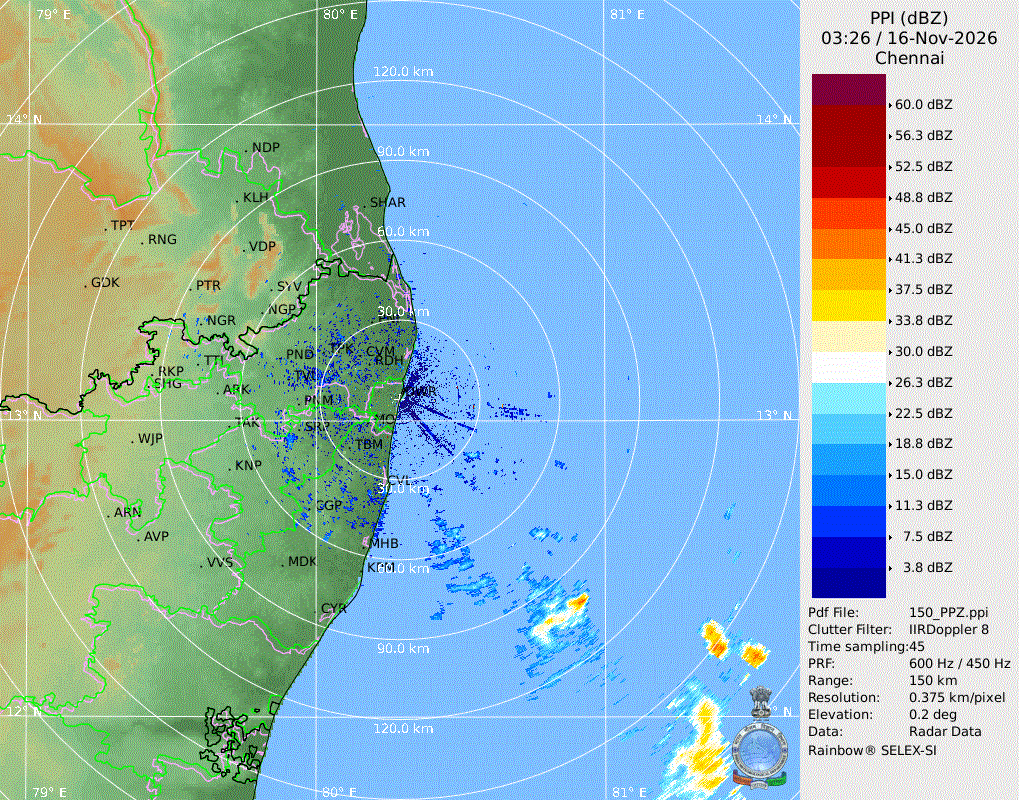 79° E
80° E
81° E
120.0 km
14° N
14° N
90.0 km
NDP
KLH
SHAR
TPT
RNG
60.0 km
VDP
GDK
PTR
SYV
NGP
30.0 km
NGR
PND
CVM
RDH
TTI
RKP
SHG
ARK
PNM
13° N
TAK
SRP
13° N
WJP
TBM
KNP
CVL
30.0 km
CGP
ARN
AVP
MHB
VVS
MDK
KPM
60.0 km
CYR
90.0 km
12° N
120.0 km
79° E
80° E
81° E
PPI (dBZ)
03:26 / 16-Nov-2026
Chennai
60.0 dBZ
56.3 dBZ
52.5 dBZ
48.8 dBZ
45.0 dBZ
41.3 dBZ
37.5 dBZ
33.8 dBZ
30.0 dBZ
26.3 dBZ
22.5 dBZ
18.8 dBZ
15.0 dBZ
11.3 dBZ
7.5 dBZ
3.8 dBZ
Pdf File: 150_PPZ.ppi
Clutter Filter: IIRDoppler 8
Time sampling:45
PRF: 600 Hz / 450 Hz
Range: 150 km
Resolution: 0.375 km/pixel
Elevation: 0.2 deg
Data: Radar Data
Rainbow® SELEX-SI